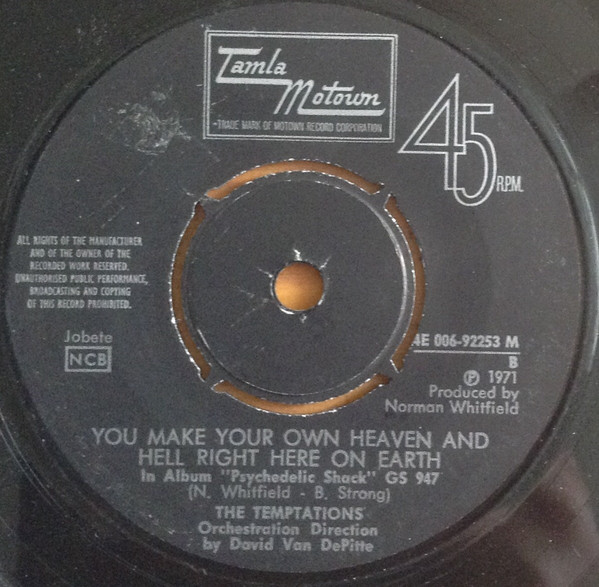 Tamla
Motown
-TRADE MARK OF MOTOWN RECORD CORPORATION
45
R.P.M.
ALL RIGHTS OF THE MANUFACTURER
AND OF THE OWNER OF THE
RECORDED WORK RESERVED.
UNAUTHORISED PUBLIC PERFORMANCE,
BROADCASTING AND COPYING
OF THIS RECORD PROHIBITED.
Jobete
NCB
4E 006-92253 M
B
Ⓟ 1971
Produced by
Norman Whitfield
YOU MAKE YOUR OWN HEAVEN AND
HELL RIGHT HERE ON EARTH
In Album "Psychedelic Shack" GS 947
(N. Whitfield - B. Strong)
THE TEMPTATIONS
Orchestration Direction
by David Van DePitte